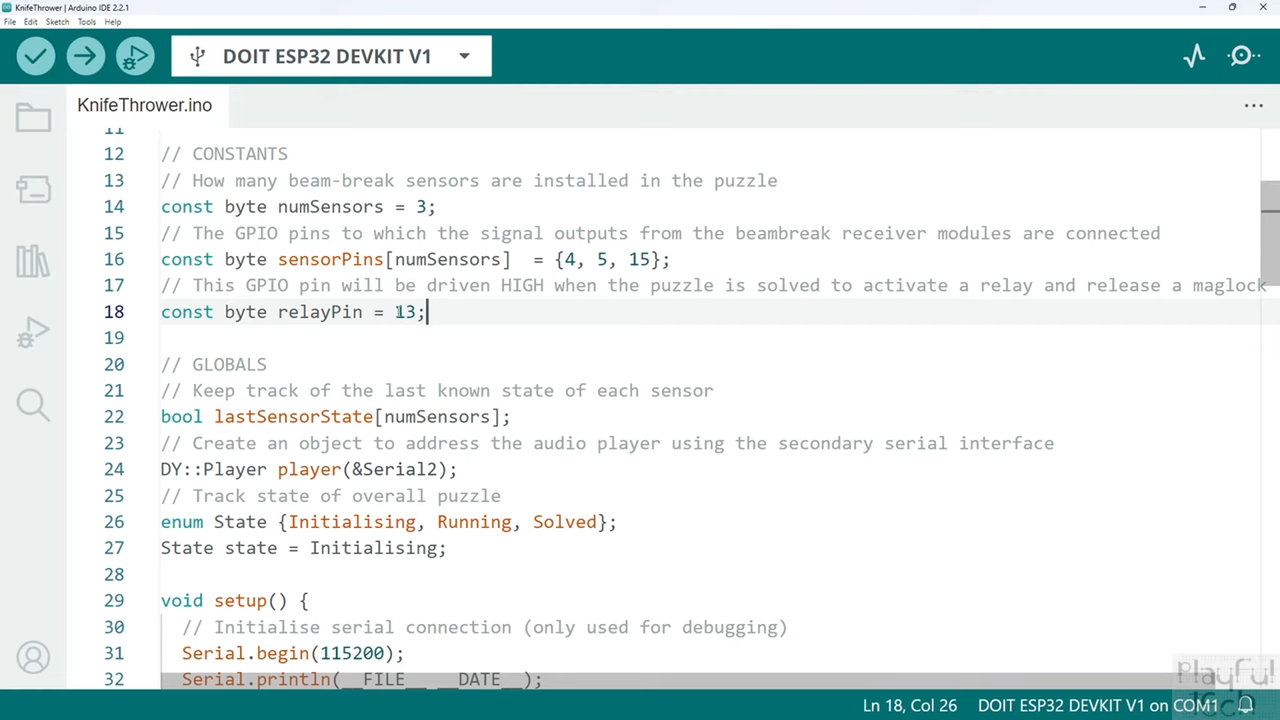 KnifeThrower | Arduino IDE 2.2.1
File Edit Sketch Tools Help
DOIT ESP32 DEVKIT V1
KnifeThrower.ino
11
12 // CONSTANTS
13 // How many beam-break sensors are installed in the puzzle
14 const byte numSensors = 3;
15 // The GPIO pins to which the signal outputs from the beambreak receiver modules are connected
16 const byte sensorPins[numSensors]  = {4, 5, 15};
17 // This GPIO pin will be driven HIGH when the puzzle is solved to activate a relay and release a maglock
18 const byte relayPin = 13;
19
20 // GLOBALS
21 // Keep track of the last known state of each sensor
22 bool lastSensorState[numSensors];
23 // Create an object to address the audio player using the secondary serial interface
24 DY::Player player(&Serial2);
25 // Track state of overall puzzle
26 enum State {Initialising, Running, Solved};
27 State state = Initialising;
28
29 void setup() {
30 // Initialise serial connection (only used for debugging)
31 Serial.begin(115200);
32 Serial.println(__FILE__ __DATE__);
Playful Tech
Ln 18, Col 26 DOIT ESP32 DEVKIT V1 on COM1